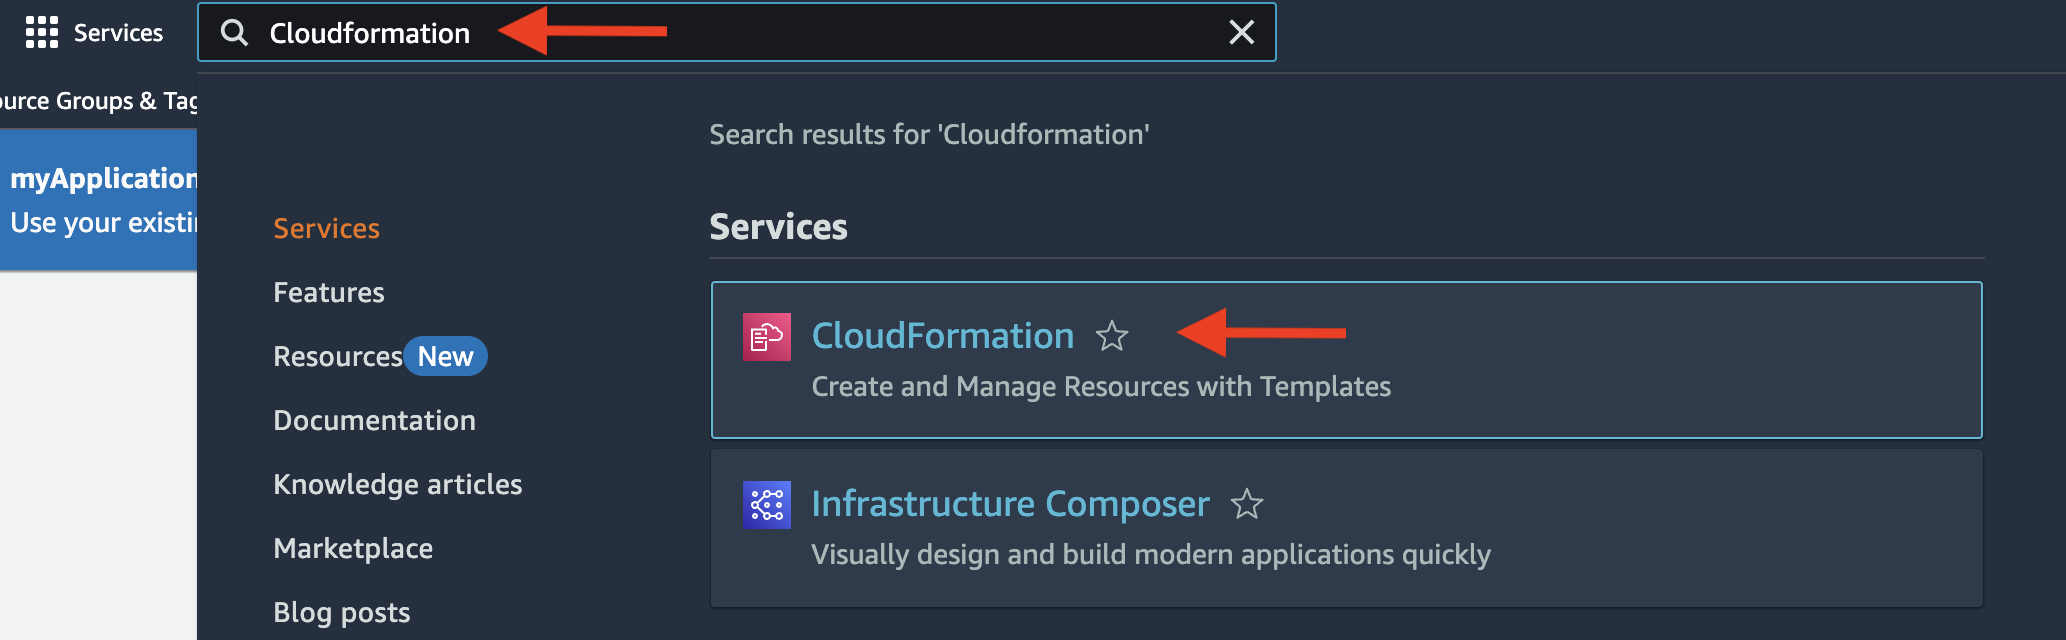 Services
Cloudformation
ource Groups & Tag
myApplication
Use your existi
Search results for 'Cloudformation'
Services
Features
Resources New
Documentation
Knowledge articles
Marketplace
Blog posts
Services
CloudFormation
Create and Manage Resources with Templates
Infrastructure Composer
Visually design and build modern applications quickly